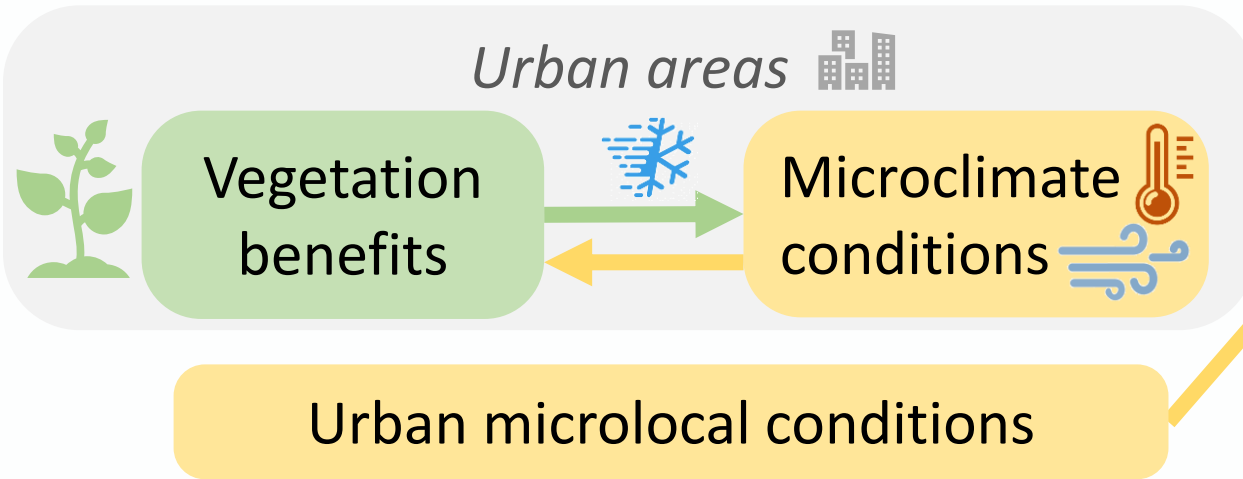 Urban areas
Vegetation
benefits
Microclimate
conditions
Urban microlocal conditions